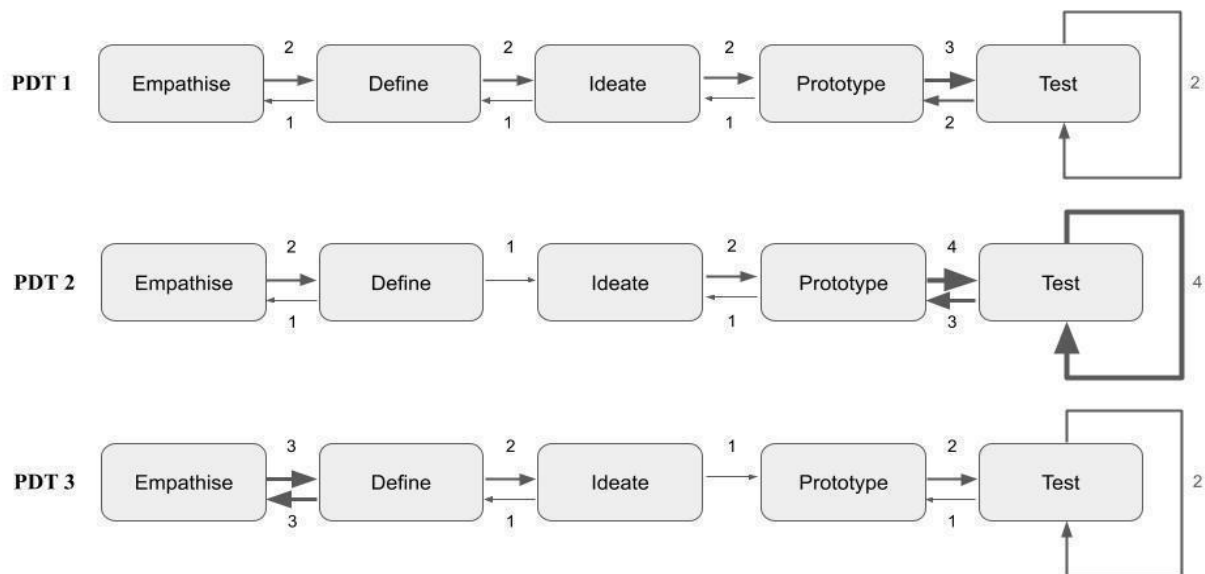 2 2 2 3
PDT 1 Empathise Define Ideate Prototype Test 2
1 1 1 2
2 1 2 4
PDT 2 Empathise Define Ideate Prototype Test 4
1 1 3
3 2 1 2
PDT 3 Empathise Define Ideate Prototype Test 2
3 1 1